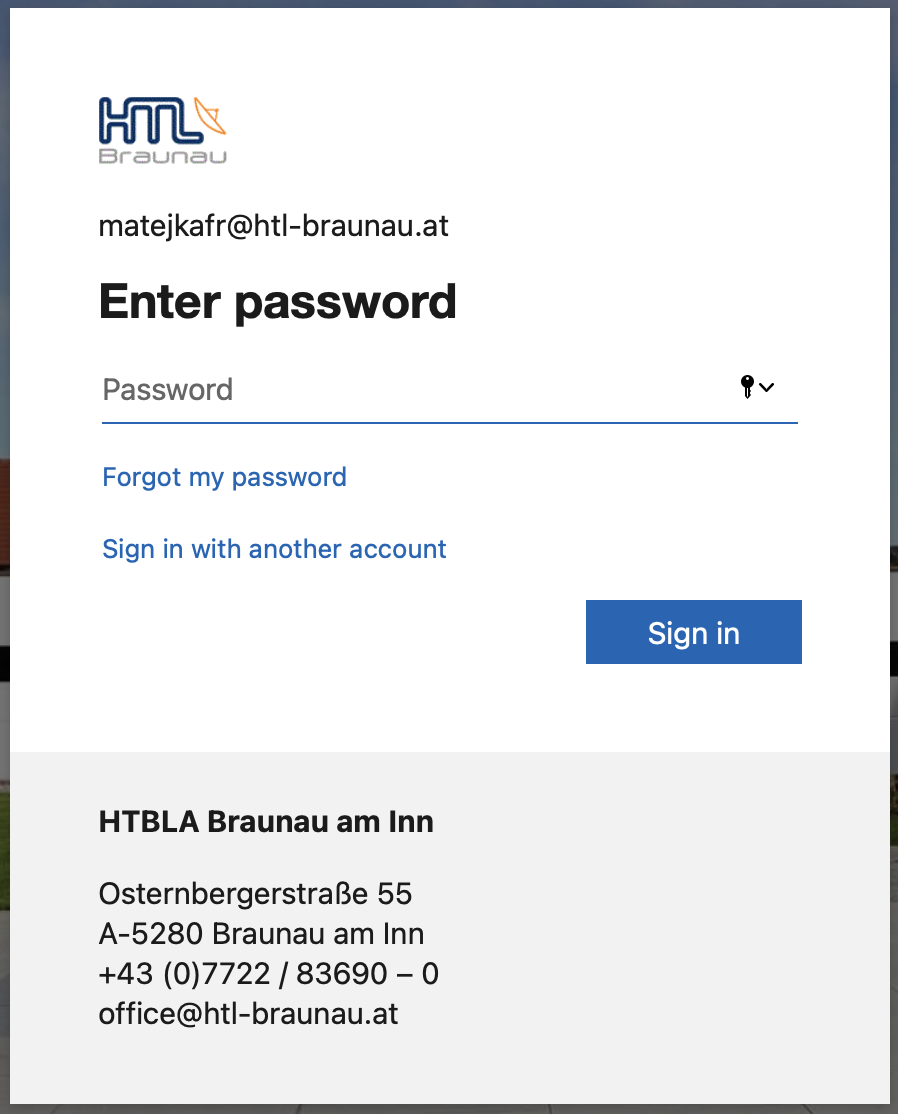 HTL
Braunau
matejkafr@htl-braunau.at
Enter password
Password
Forgot my password
Sign in with another account
Sign in
HTBLA Braunau am Inn
Osternbergerstraße 55
A-5280 Braunau am Inn
+43 (0)7722 / 83690 – 0
office@htl-braunau.at